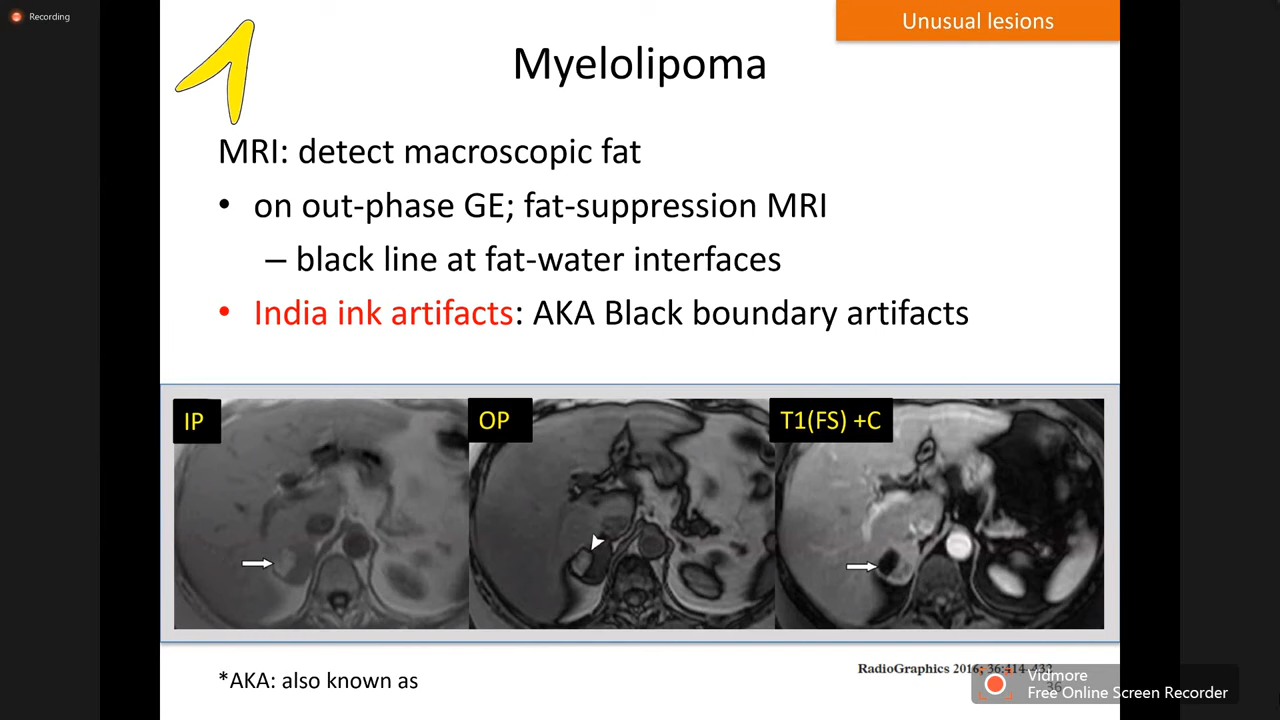 Recording
Unusual lesions
Myelolipoma
MRI: detect macroscopic fat
• on out-phase GE; fat-suppression MRI
– black line at fat-water interfaces
• India ink artifacts: AKA Black boundary artifacts
IP
OP
T1(FS) +C
*AKA: also known as
RadioGraphics 2016; 36:414–432
36
Vidmore
Free Online Screen Recorder